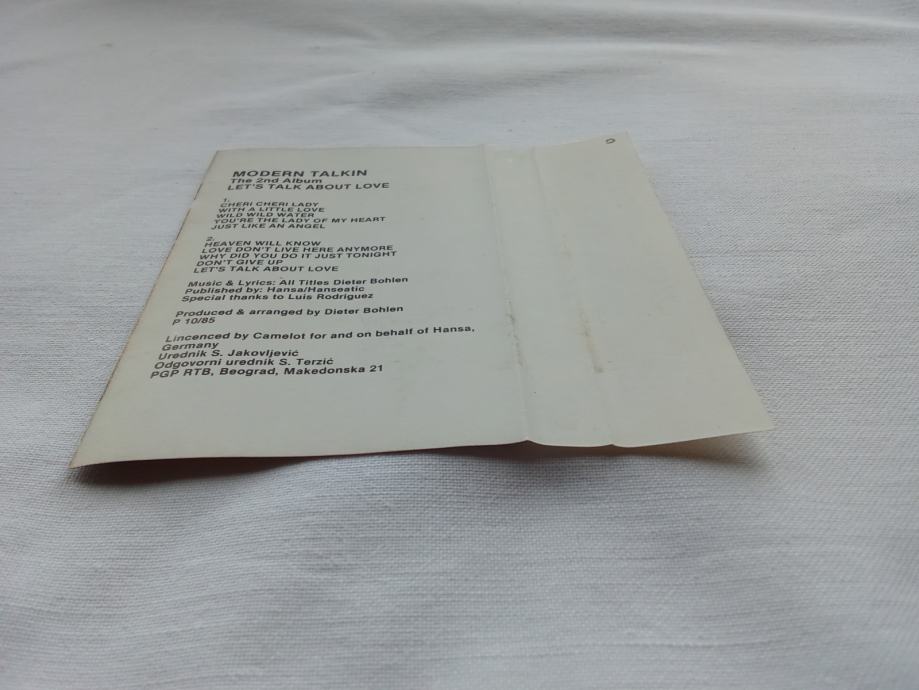 MODERN TALKIN
The 2nd Album
LET'S TALK ABOUT LOVE
1.
CHERI CHERI LADY
WITH A LITTLE LOVE
WILD WILD WATER
YOU'RE THE LADY OF MY HEART
JUST LIKE AN ANGEL
2.
HEAVEN WILL KNOW
LOVE DON'T LIVE HERE ANYMORE
WHY DID YOU DO IT JUST TONIGHT
DON'T GIVE UP
LET'S TALK ABOUT LOVE
Music & Lyrics: All Titles Dieter Bohlen
Published by: Hansa/Hanseatic
Special thanks to Luis Rodriguez
Produced & arranged by Dieter Bohlen
P 10/85
Lincenced by Camelot for and on behalf of Hansa,
Germany
Urednik S. Jakovljević
Odgovorni urednik S. Terzić
PGP RTB, Beograd, Makedonska 21